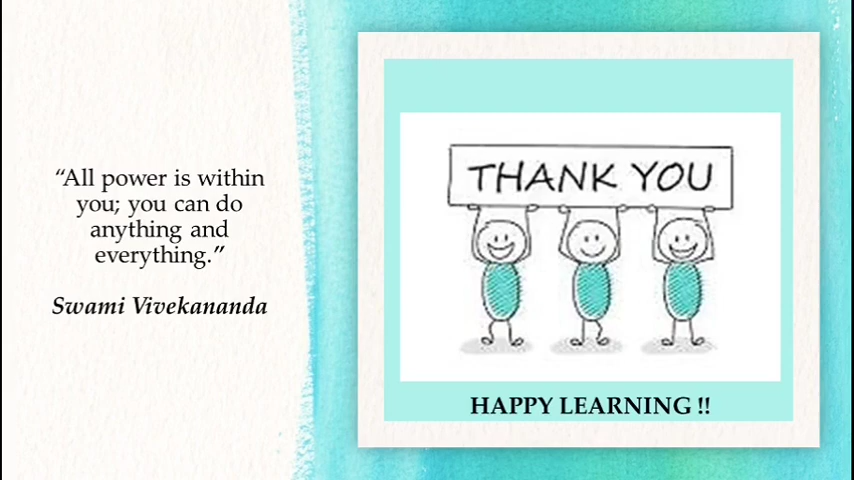 “All power is within
you; you can do
anything and
everything.”
Swami Vivekananda
THANK YOU
HAPPY LEARNING !!